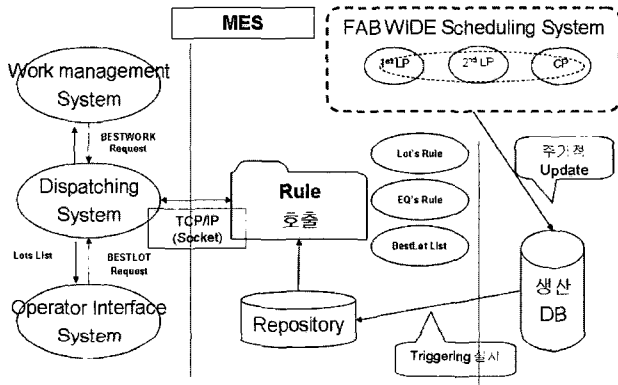 MES
FAB WIDE Scheduling System
1st LP
2nd LP
CP
Work management
System
BESTWORK
Request
Dispatching
System
TCP/IP
(Socket)
Rule
호출
Lot's Rule
EQ's Rule
BestLot List
주기적
Update
Lots List
BESTLOT
Request
Operator Interface
System
Repository
생산
DB
Triggering 실시